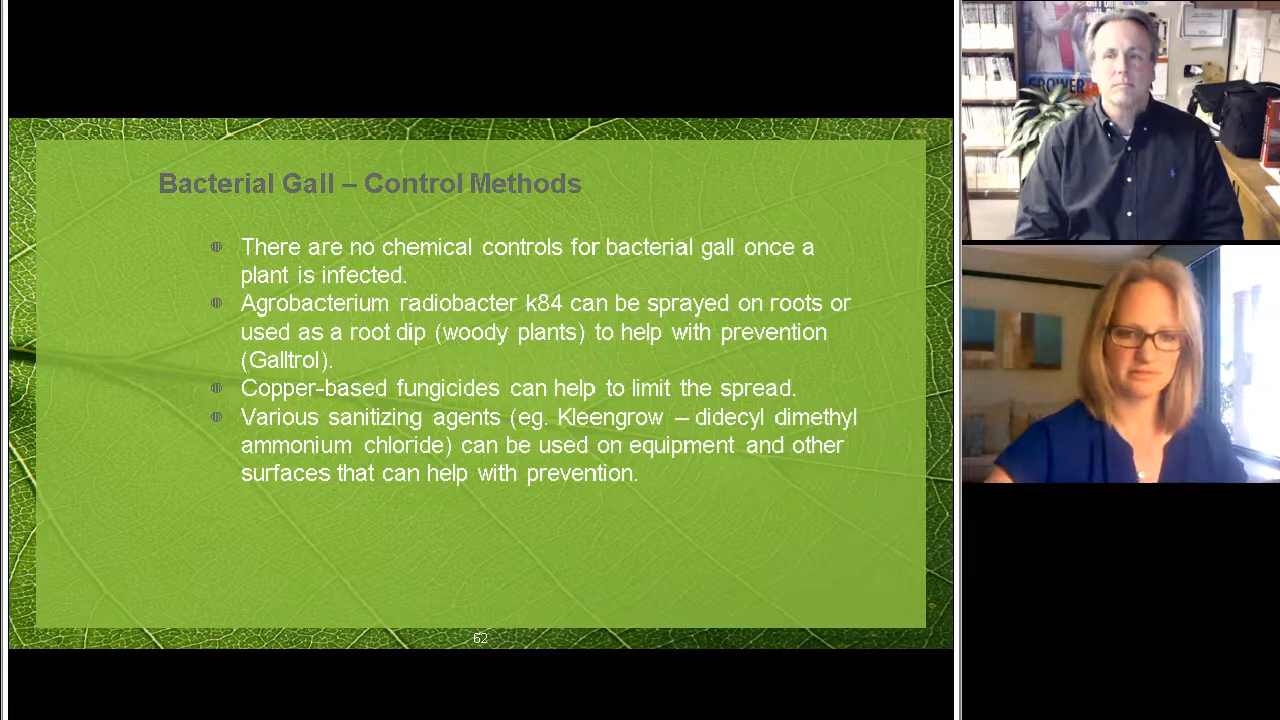 Bacterial Gall – Control Methods
There are no chemical controls for bacterial gall once a
plant is infected.
Agrobacterium radiobacter k84 can be sprayed on roots or
used as a root dip (woody plants) to help with prevention
(Galltrol).
Copper-based fungicides can help to limit the spread.
Various sanitizing agents (eg. Kleengrow – didecyl dimethyl
ammonium chloride) can be used on equipment and other
surfaces that can help with prevention.
62